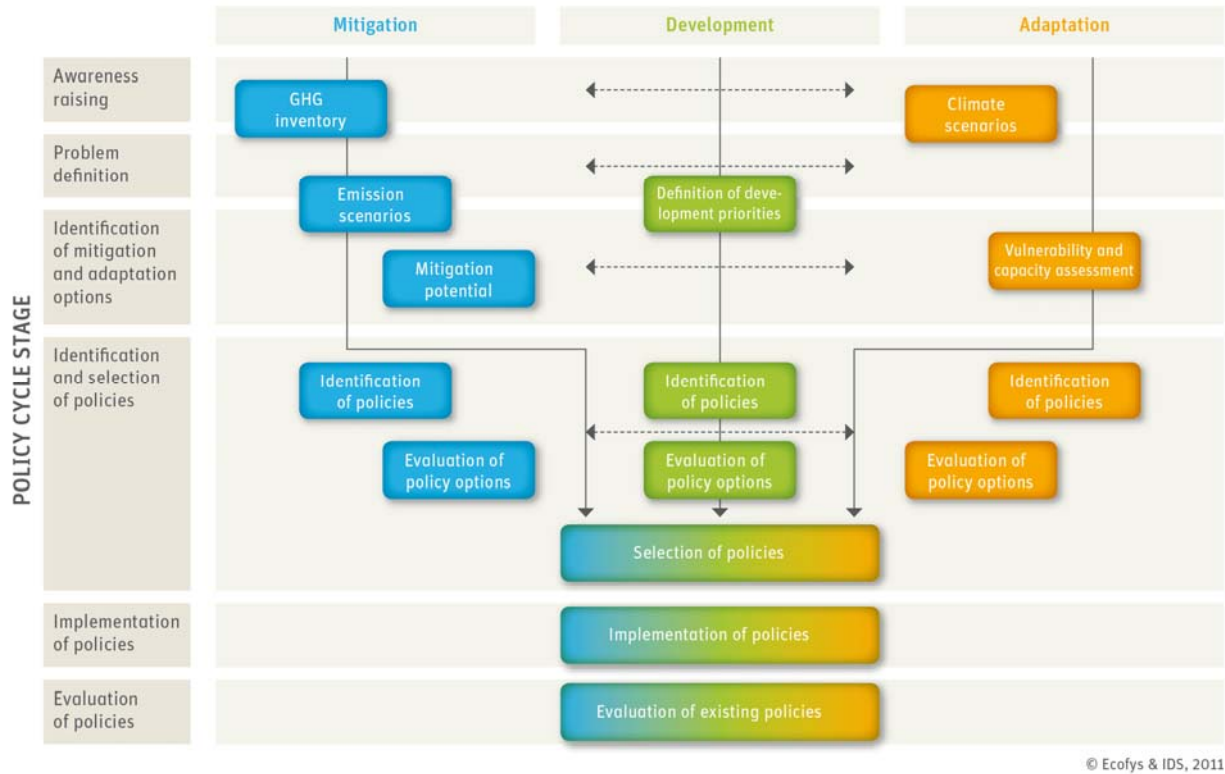 Mitigation
Development
Adaptation
POLICY CYCLE STAGE
Awareness
raising
GHG
inventory
Climate
scenarios
Problem
definition
Emission
scenarios
Definition of deve-
lopment priorities
Identification
of mitigation
and adaptation
options
Mitigation
potential
Vulnerability and
capacity assessment
Identification
and selection
of policies
Identification
of policies
Identification
of policies
Identification
of policies
Evaluation of
policy options
Evaluation of
policy options
Evaluation of
policy options
Selection of policies
Implementation
of policies
Implementation of policies
Evaluation
of policies
Evaluation of existing policies
© Ecofys & IDS, 2011